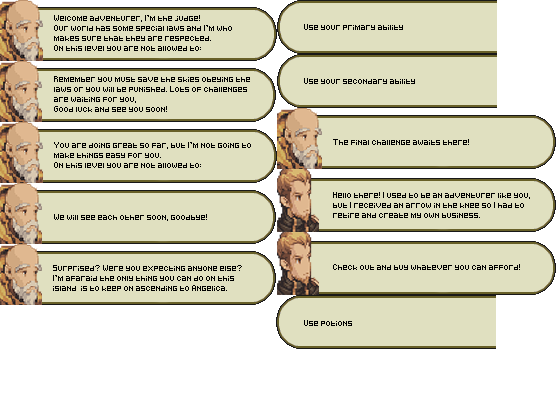 Welcome adventurer, I'm the Judge!
Our world has some special laws and I'm who
makes sure that they are respected.
On this level you are not allowed to:
Remember you must save the skies obeying the
laws or you will be punished. Lots of challenges
are waiting for you,
Good luck and see you soon!
You are doing great so far, but I'm not going to
make things easy for you.
On this level you are not allowed to:
We will see each other soon, goodbye!
Surprised? Were you expecting anyone else?
I'm afaraid the only thing you can do on this
island is to keep on ascending to Angelica.
Use your primary ability
Use your secondary ability
The final challenge awaits there!
Hello there! I used to be an adventurer like you,
but I received an arrow in the knee so I had to
retire and create my own business.
Check out and buy whatever you can afford!
Use potions